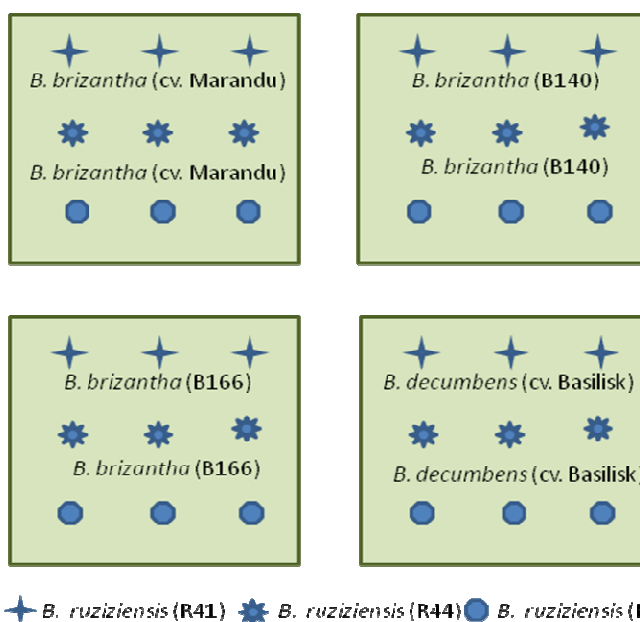 B. brizantha (cv. Marandu)
B. brizantha (cv. Marandu)
B. brizantha (B140)
B. brizantha (B140)
B. brizantha (B166)
B. brizantha (B166)
B. decumbens (cv. Basilisk)
B. decumbens (cv. Basilisk)
B. ruziziensis (R41) B. ruziziensis (R44) B. ruziziensis